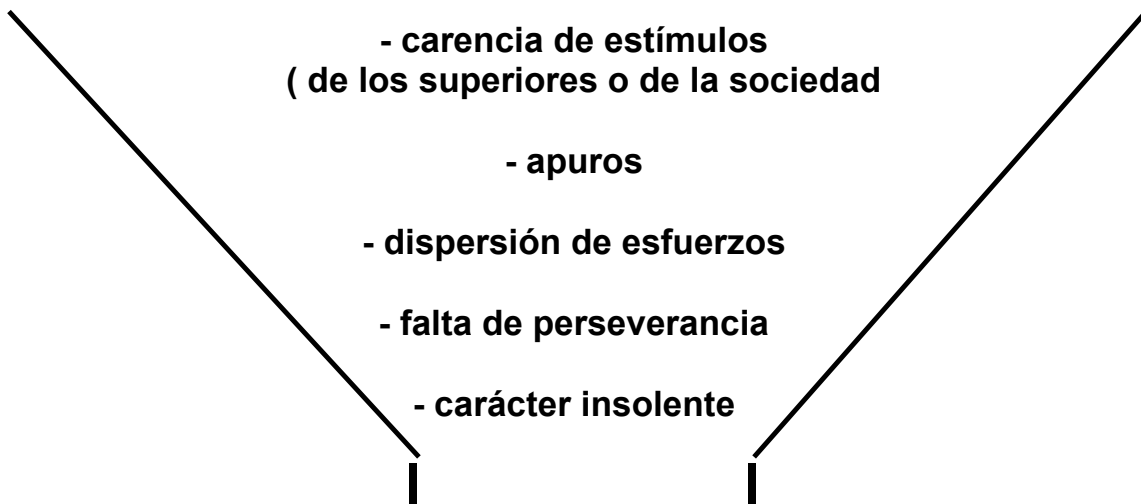 - carencia de estímulos
( de los superiores o de la sociedad
- apuros
- dispersión de esfuerzos
- falta de perseverancia
- carácter insolente